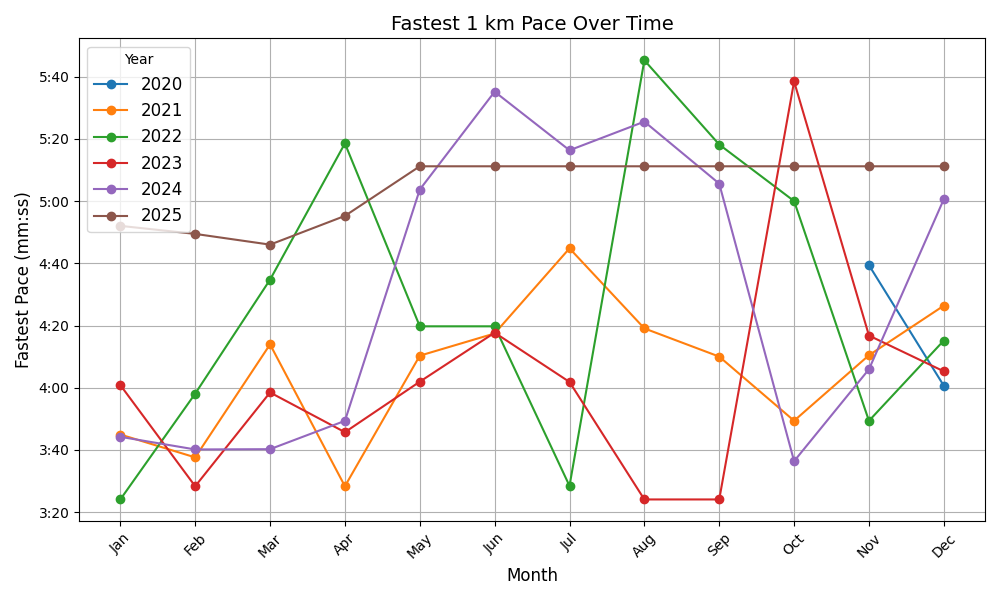 Fastest 1 km Pace Over Time
Fastest Pace (mm:ss)
5:40
5:20
5:00
4:40
4:20
4:00
3:40
3:20
Year
2020
2021
2022
2023
2024
2025
Jan
Feb
Mar
Apr
May
Jun
Jul
Aug
Sep
Oct
Nov
Dec
Month